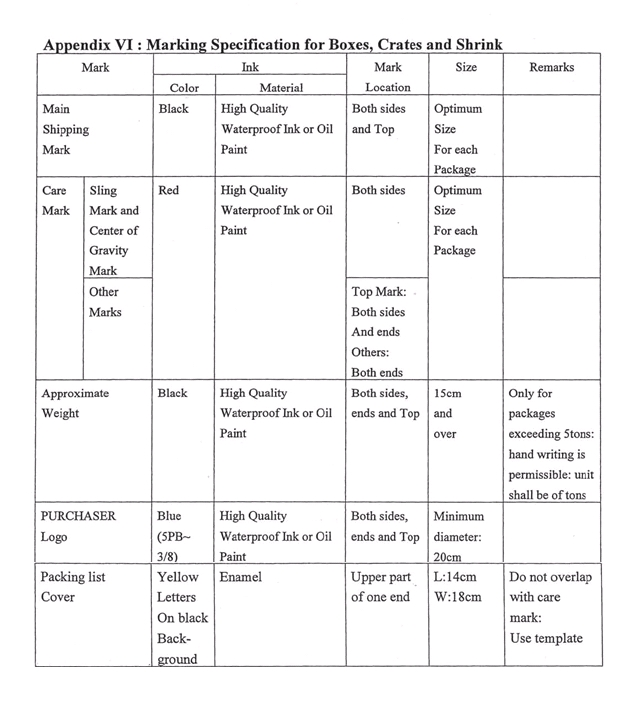 Appendix VI : Marking Specification for Boxes, Crates and Shrink
Mark Ink Mark Size Remarks
Color Material Location
Main Black High Quality Both sides Optimum
Shipping Waterproof Ink or Oil and Top Size
Mark Paint For each
Package
Care Sling Red High Quality Both sides Optimum
Mark Mark and Waterproof Ink or Oil Size
Center of Paint For each
Gravity Package
Mark
Other Top Mark:
Marks Both sides
And ends
Others:
Both ends
Approximate Black High Quality Both sides, 15cm Only for
Weight Waterproof Ink or Oil ends and Top and packages
Paint over exceeding 5tons:
hand writing is
permissible: unit
shall be of tons
PURCHASER Blue High Quality Both sides, Minimum
Logo (5PB~ Waterproof Ink or Oil ends and Top diameter:
3/8) Paint 20cm
Packing list Yellow Enamel Upper part L:14cm Do not overlap
Cover Letters of one end W:18cm with care
On black mark:
Back- Use template
ground